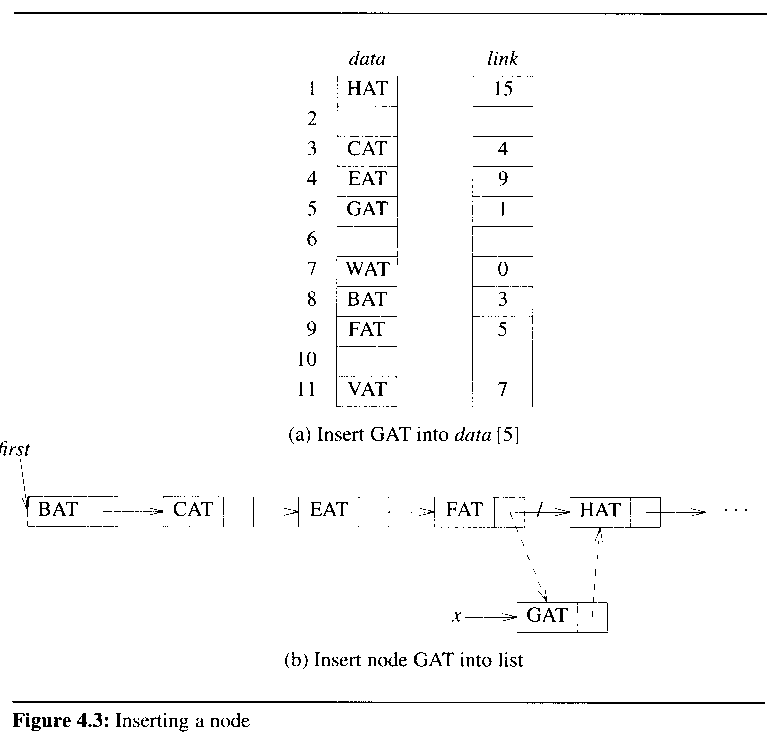 data link
1 HAT 15
2
3 CAT 4
4 EAT 9
5 GAT 1
6
7 WAT 0
8 BAT 3
9 FAT 5
10
11 VAT 7
(a) Insert GAT into data [5]
first
BAT CAT EAT FAT HAT ···
x GAT
(b) Insert node GAT into list
Figure 4.3: Inserting a node